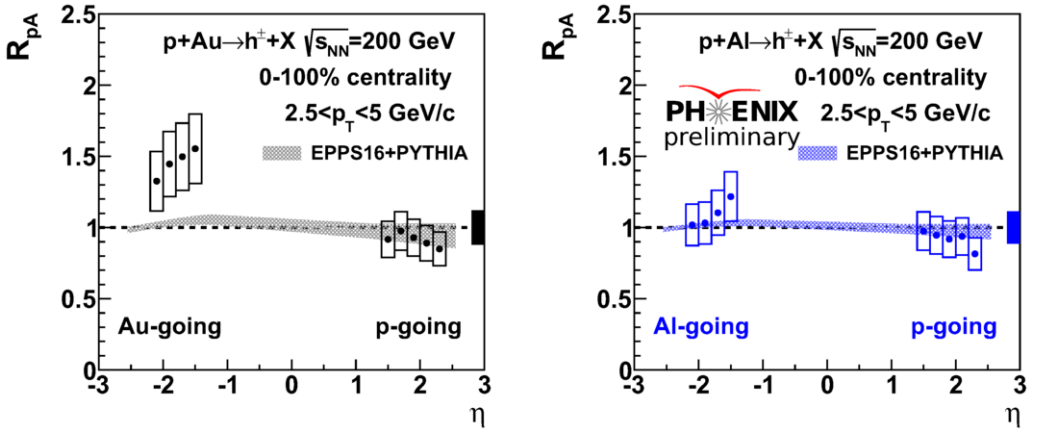 R_pA
2.5
2
1.5
1
0.5
0
p+Au→h±+X √s_NN=200 GeV
0-100% centrality
2.5<p_T<5 GeV/c
EPPS16+PYTHIA
Au-going
p-going
-3 -2 -1 0 1 2 3
η
R_pA
2.5
2
1.5
1
0.5
0
p+Al→h±+X √s_NN=200 GeV
0-100% centrality
PHENIX
preliminary
2.5<p_T<5 GeV/c
EPPS16+PYTHIA
Al-going
p-going
-3 -2 -1 0 1 2 3
η